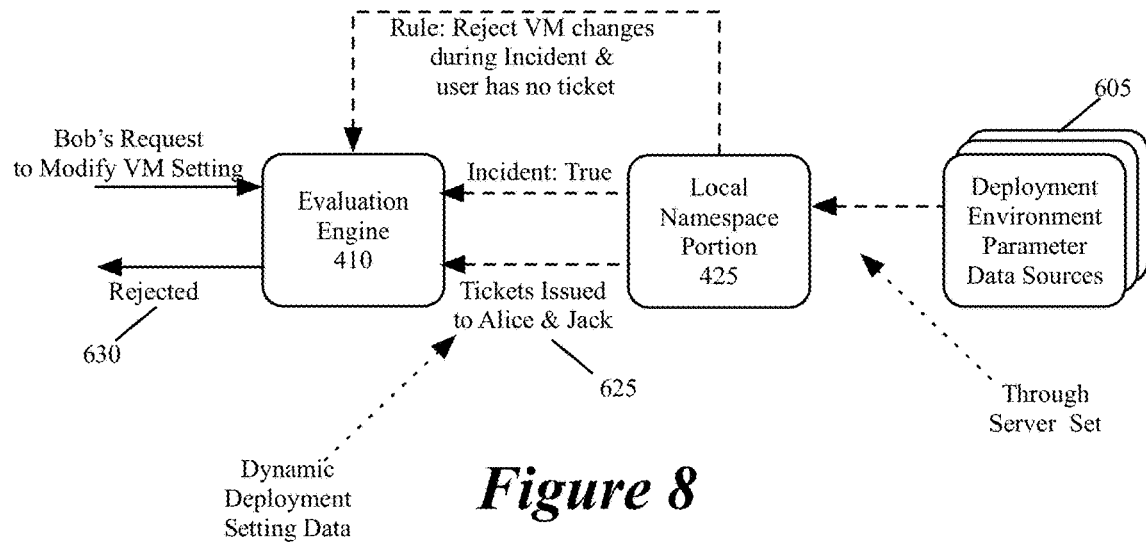 Rule: Reject VM changes
during Incident &
user has no ticket
605
Bob's Request
to Modify VM Setting
Evaluation
Engine
410
Incident: True
Local
Namespace
Portion
425
Deployment
Environment
Parameter
Data Sources
Rejected
630
Tickets Issued
to Alice & Jack
625
Through
Server Set
Dynamic
Deployment
Setting Data
Figure 8